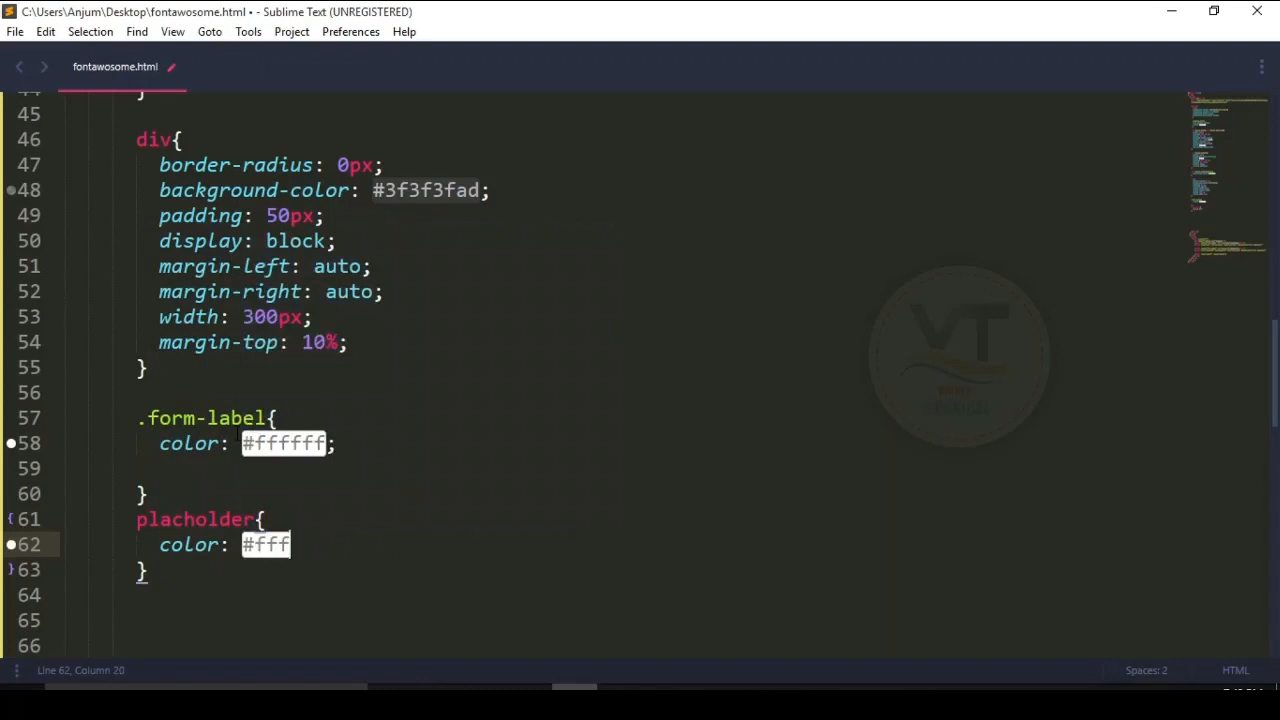 C:\Users\Anjum\Desktop\fontawosome.html • - Sublime Text (UNREGISTERED)
File Edit Selection Find View Goto Tools Project Preferences Help
fontawosome.html
44 }
45
46 div{
47 border-radius: 0px;
48 background-color: #3f3f3fad;
49 padding: 50px;
50 display: block;
51 margin-left: auto;
52 margin-right: auto;
53 width: 300px;
54 margin-top: 10%;
55 }
56
57 .form-label{
58 color: #ffffff;
59
60 }
61 placholder{
62 color: #fff
63 }
64
65
66
VT
Line 62, Column 20 Spaces: 2 HTML